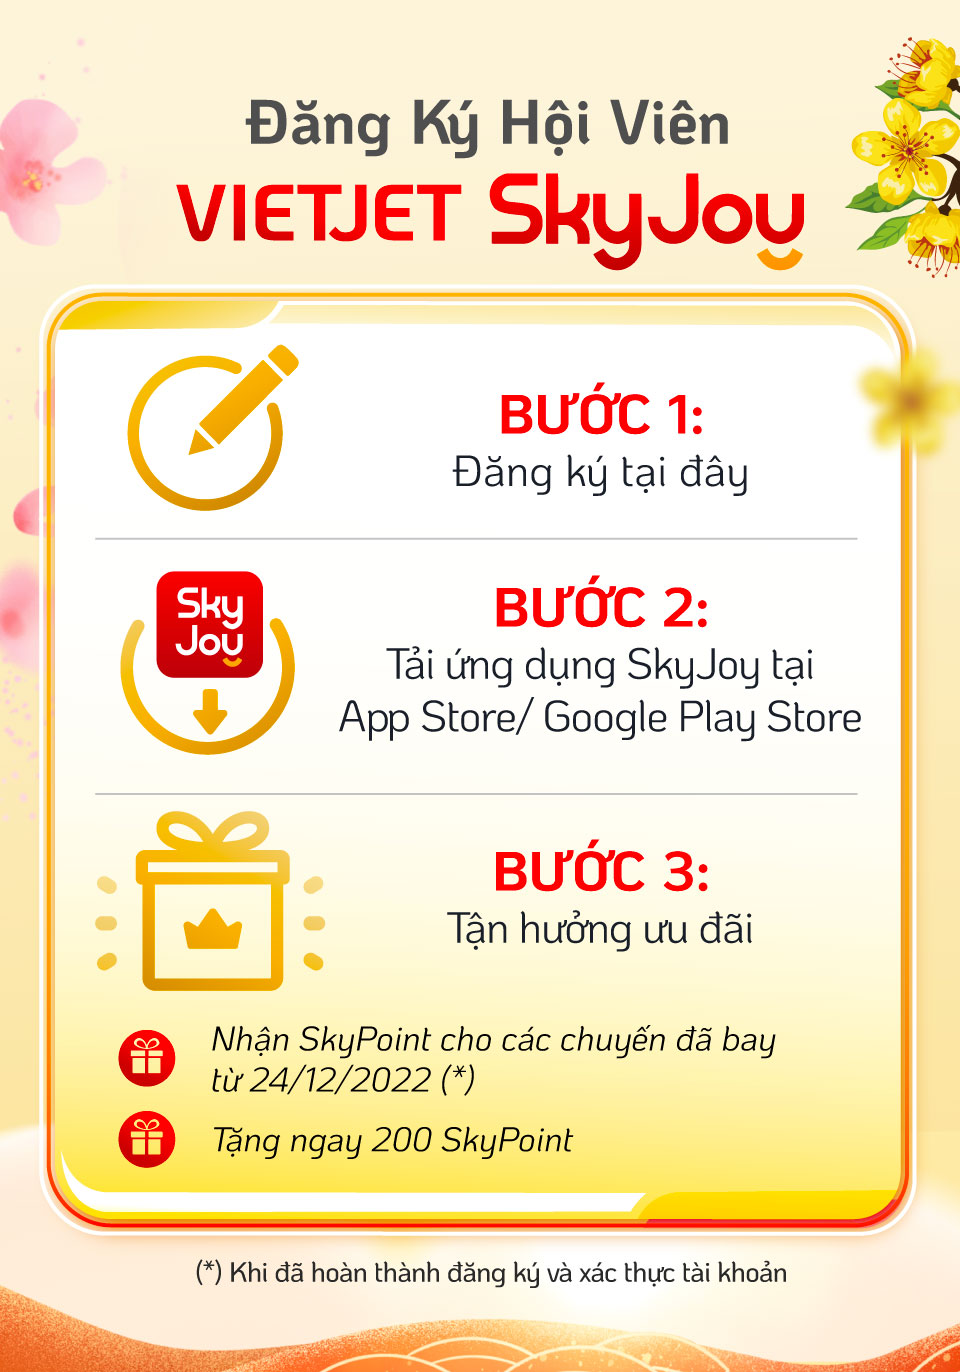 Đăng Ký Hội Viên
VIETJET SkyJoy
BƯỚC 1:
Đăng ký tại đây
Sky
Joy
BƯỚC 2:
Tải ứng dụng SkyJoy tại
App Store/ Google Play Store
BƯỚC 3:
Tận hưởng ưu đãi
Nhận SkyPoint cho các chuyến đã bay
từ 24/12/2022 (*)
Tặng ngay 200 SkyPoint
(*) Khi đã hoàn thành đăng ký và xác thực tài khoản